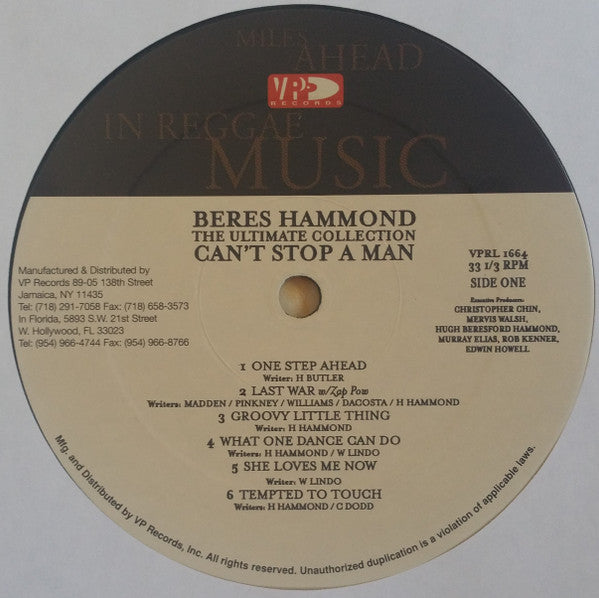 MILES
AHEAD
VP
RECORDS
IN REGGAE
MUSIC
BERES HAMMOND
THE ULTIMATE COLLECTION
CAN'T STOP A MAN
Manufactured & Distributed by
VP Records 89-05 138th Street
Jamaica, NY 11435
Tel: (718) 291-7058 Fax: (718) 658-3573
In Florida, 5893 S.W. 21st Street
W. Hollywood, FL 33023
Tel: (954) 966-4744 Fax: (954) 966-8766
VPRL 1664
33 1/3 RPM
SIDE ONE
Executive Producers:
CHRISTOPHER CHIN,
MERVIS WALSH,
HUGH BERESFORD HAMMOND,
MURRAY ELIAS, ROB KENNER,
EDWIN HOWELL
1 ONE STEP AHEAD
Writer: H BUTLER
2 LAST WAR w/Zap Pow
Writers: MADDEN / PINKNEY / WILLIAMS / DACOSTA / H HAMMOND
3 GROOVY LITTLE THING
Writer: H HAMMOND
4 WHAT ONE DANCE CAN DO
Writers: H HAMMOND / W LINDO
5 SHE LOVES ME NOW
Writer: W LINDO
6 TEMPTED TO TOUCH
Writers: H HAMMOND / C DODD
Mfg. and Distributed by VP Records, Inc. All rights reserved. Unauthorized duplication is a violation of applicable laws.